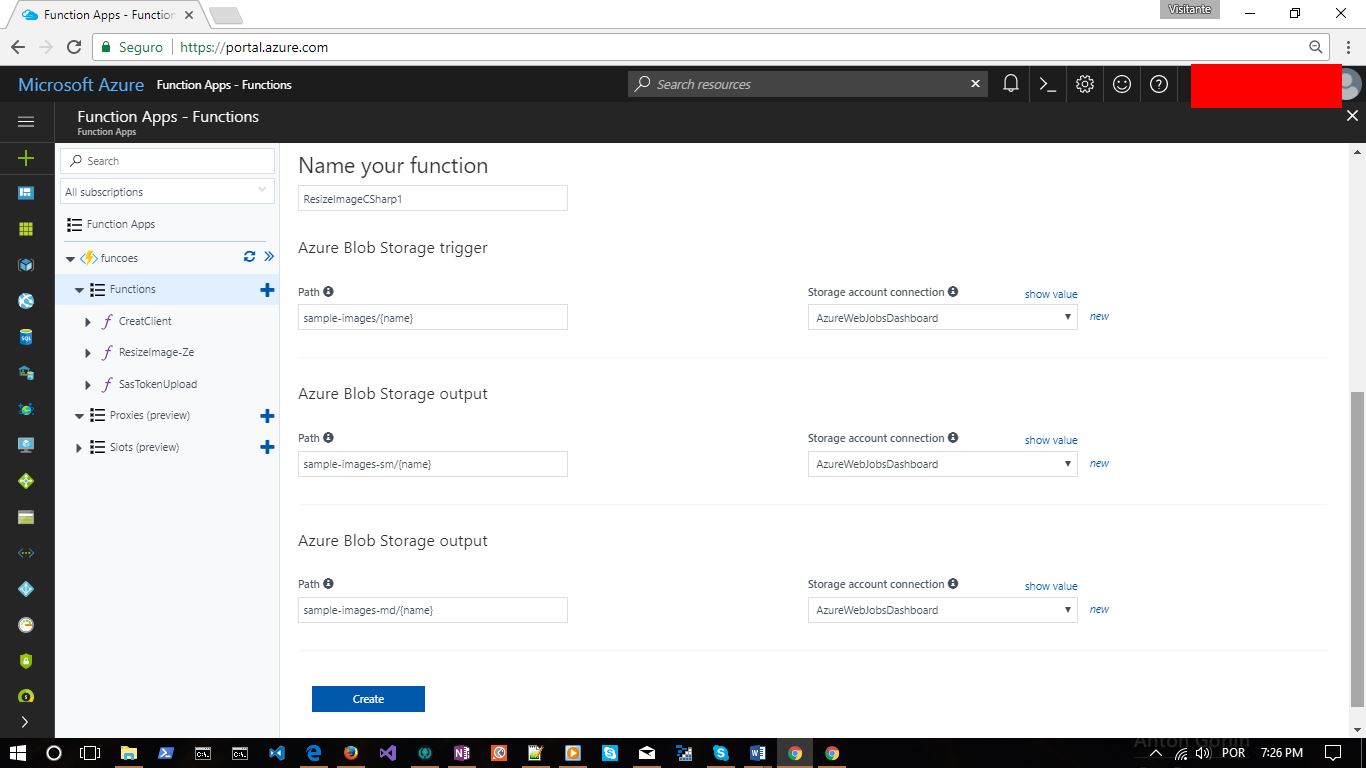 Function Apps - Function
Visitante
Seguro
https://portal.azure.com
Microsoft Azure
Function Apps - Functions
Search resources
Function Apps - Functions
Function Apps
Search
All subscriptions
Function Apps
funcoes
Functions
CreatClient
ResizeImage-Ze
SasTokenUpload
Proxies (preview)
Slots (preview)
Name your function
ResizeImageCSharp1
Azure Blob Storage trigger
Path
Storage account connection
show value
sample-images/{name}
AzureWebJobsDashboard
new
Azure Blob Storage output
Path
Storage account connection
show value
sample-images-sm/{name}
AzureWebJobsDashboard
new
Azure Blob Storage output
Path
Storage account connection
show value
sample-images-md/{name}
AzureWebJobsDashboard
new
Create
POR
7:26 PM